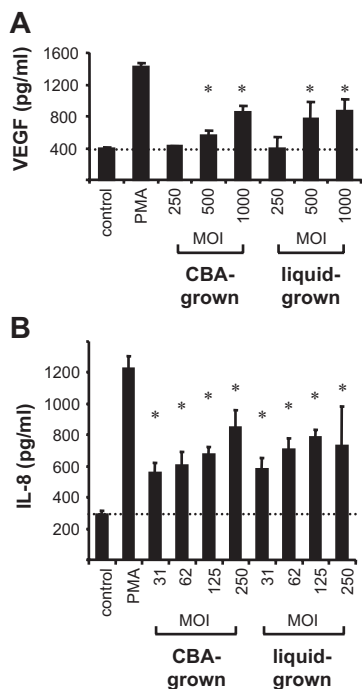 A
VEGF (pg/ml)
1600
1200
800
400
* * * *
control PMA 250 500 1000 250 500 1000
MOI MOI
CBA-grown liquid-grown
B
IL-8 (pg/ml)
1200
1000
800
600
400
200
* * * * * * * *
control PMA 31 62 125 250 31 62 125 250
MOI MOI
CBA-grown liquid-grown